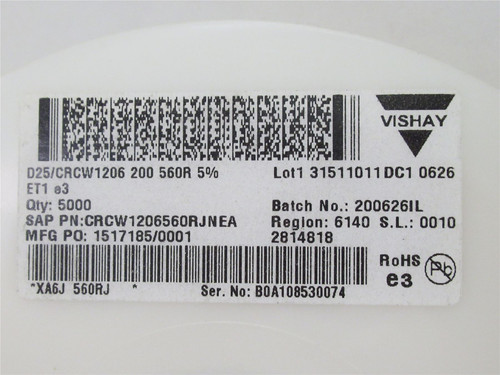 VISHAY
D25/CRCW1206 200 560R 5% Lot1 31511011DC1 0626
ET1 e3
Qty: 5000 Batch No.: 200626IL
SAP PN:CRCW1206560RJNEA Region: 6140 S.L.: 0010
MFG PO: 1517185/0001 2814818
RoHS
e3 Pb
*XA6J 560RJ * Ser. No: B0A108530074